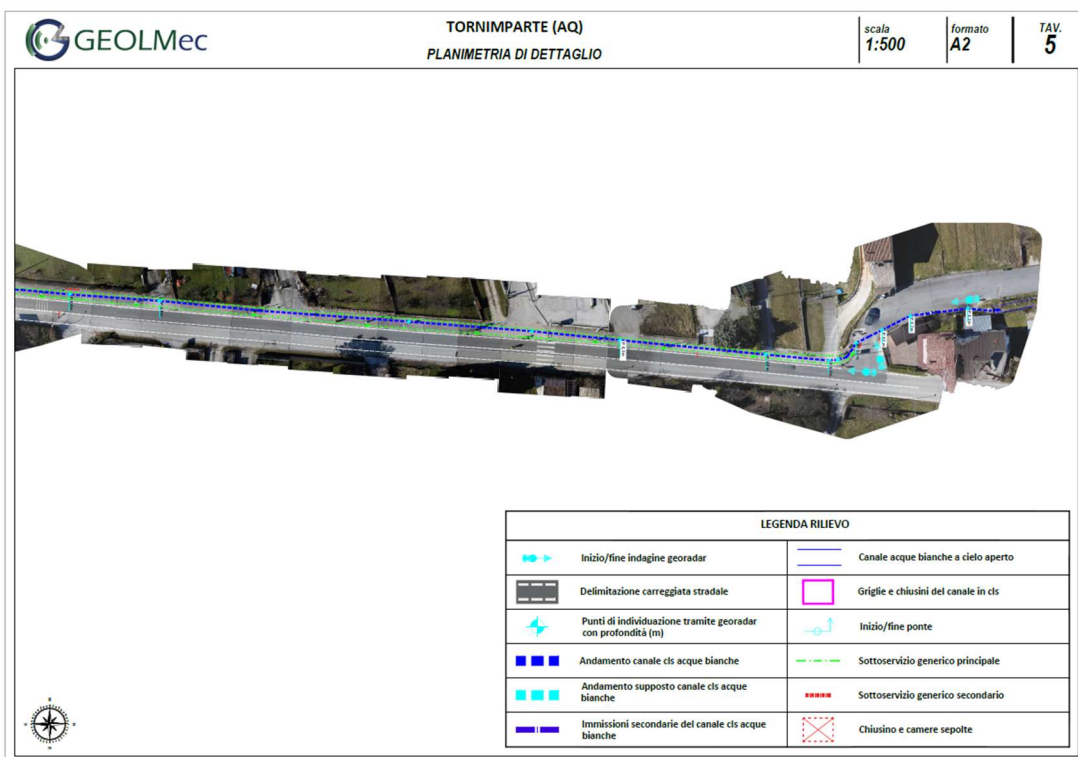 GEOLMec
TORNIMPARTE (AQ)
PLANIMETRIA DI DETTAGLIO
scala
1:500
formato
A2
TAV.
5
LEGENDA RILIEVO
Inizio/fine indagine georadar
Canale acque bianche a cielo aperto
Delimitazione carreggiata stradale
Griglie e chiusini del canale in cls
Punti di individuazione tramite georadar
con profondità (m)
Inizio/fine ponte
Andamento canale cls acque bianche
Sottoservizio generico principale
Andamento supposto canale cls acque
bianche
Sottoservizio generico secondario
Immissioni secondarie del canale cls acque
bianche
Chiusino e camere sepolte